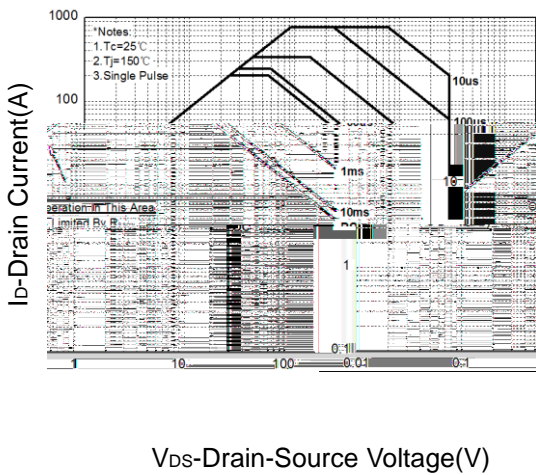 1000
*Notes:
1.Tc=25℃
2.Tj=150℃
3.Single Pulse
10us
100
100us
1ms
10
Operation In This Area
Limited By R
10ms
1
0.1
1
10
100
0.01
0.1
ID-Drain Current(A)
VDS-Drain-Source Voltage(V)